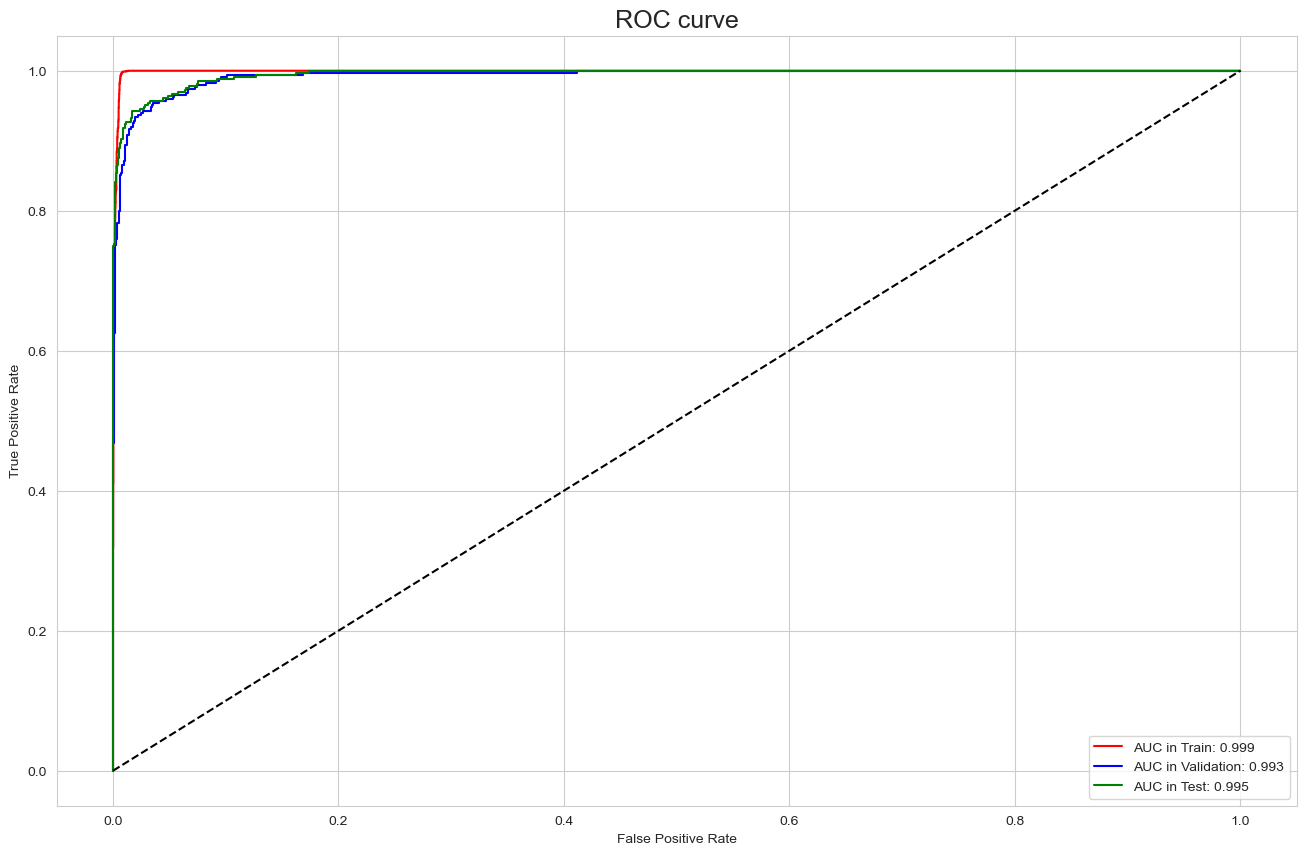 ROC curve
True Positive Rate
1.0
0.8
0.6
0.4
0.2
0.0
0.0 0.2 0.4 0.6 0.8 1.0
False Positive Rate
AUC in Train: 0.999
AUC in Validation: 0.993
AUC in Test: 0.995